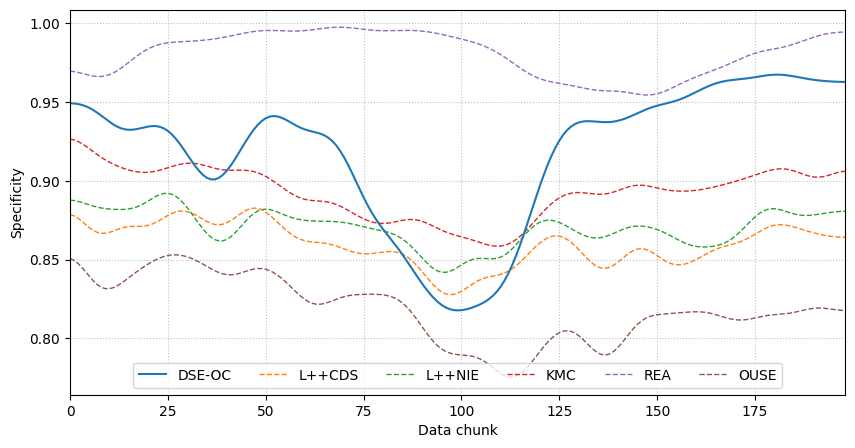 1.00
0.95
0.90
0.85
0.80
Specificity
DSE-OC L++CDS L++NIE KMC REA OUSE
0 25 50 75 100 125 150 175
Data chunk